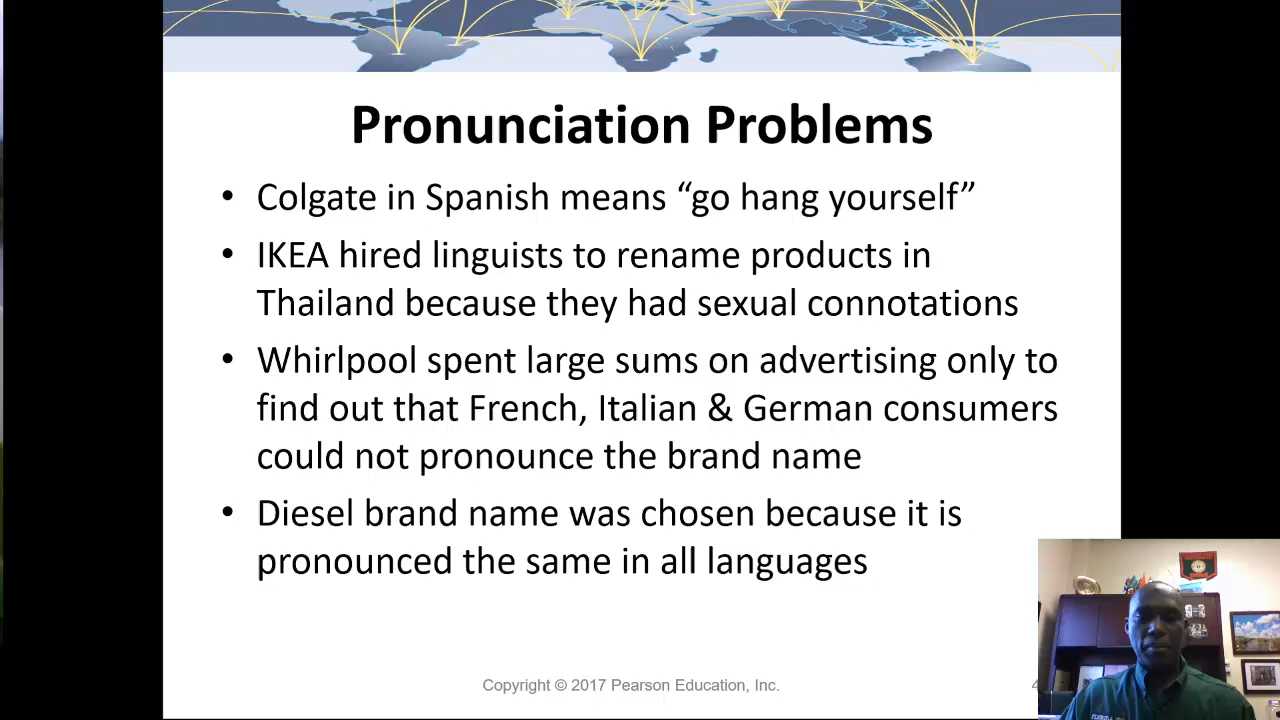 Pronunciation Problems
• Colgate in Spanish means “go hang yourself”
• IKEA hired linguists to rename products in
Thailand because they had sexual connotations
• Whirlpool spent large sums on advertising only to
find out that French, Italian & German consumers
could not pronounce the brand name
• Diesel brand name was chosen because it is
pronounced the same in all languages
Copyright © 2017 Pearson Education, Inc.
FLORIDA